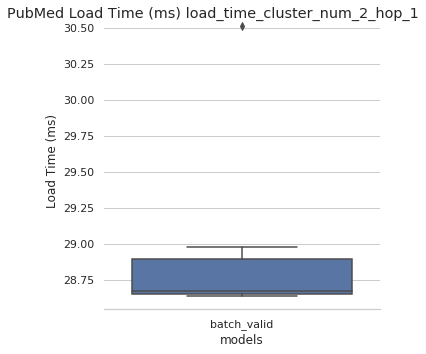 PubMed Load Time (ms) load_time_cluster_num_2_hop_1
30.50
30.25
30.00
29.75
29.50
29.25
29.00
28.75
Load Time (ms)
batch_valid
models